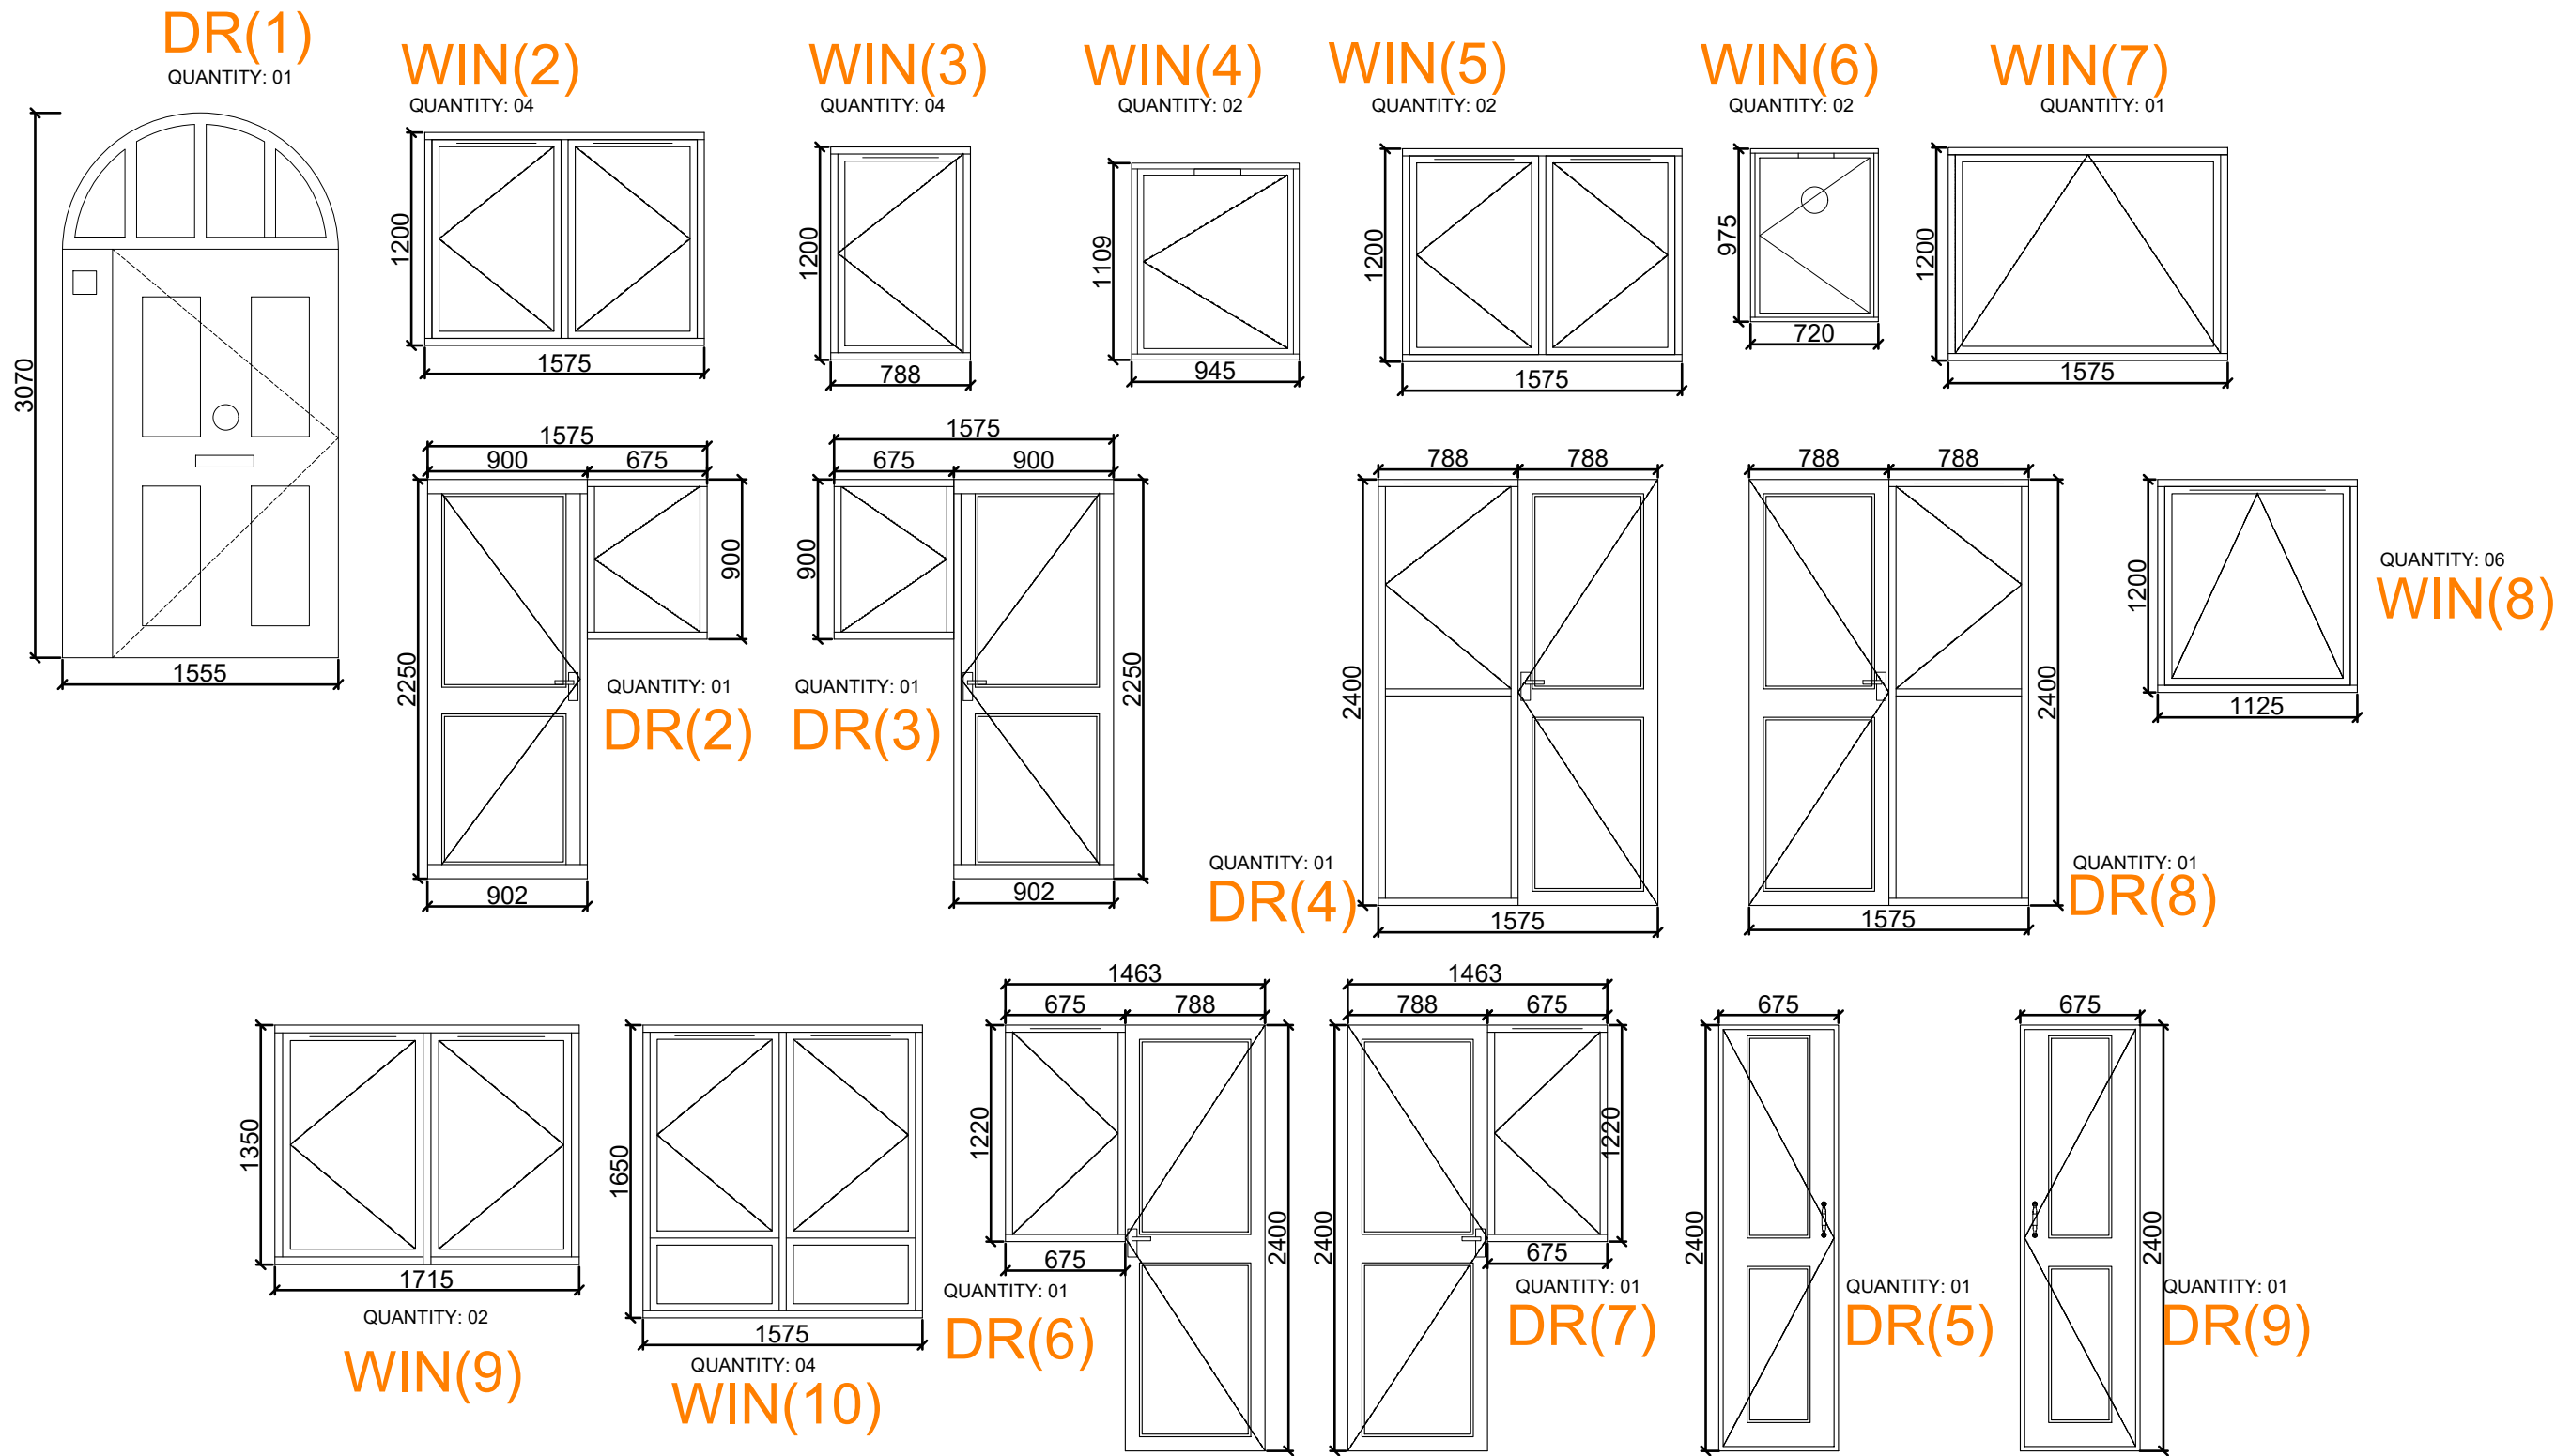 DR(1)
QUANTITY: 01
3070
1555
WIN(2)
QUANTITY: 04
1200
1575
WIN(3)
QUANTITY: 04
1200
788
WIN(4)
QUANTITY: 02
1109
945
WIN(5)
QUANTITY: 02
1200
1575
WIN(6)
QUANTITY: 02
975
720
WIN(7)
QUANTITY: 01
1200
1575
1575
900
675
900
2250
902
QUANTITY: 01
DR(2)
1575
675
900
900
2250
902
QUANTITY: 01
DR(3)
788
788
2400
1575
QUANTITY: 01
DR(4)
788
788
2400
1575
QUANTITY: 01
DR(8)
1200
1125
QUANTITY: 06
WIN(8)
1350
1715
QUANTITY: 02
WIN(9)
1650
1575
QUANTITY: 04
WIN(10)
1463
675
788
1220
675
2400
QUANTITY: 01
DR(6)
1463
788
675
2400
1220
675
QUANTITY: 01
DR(7)
675
2400
QUANTITY: 01
DR(5)
675
2400
QUANTITY: 01
DR(9)